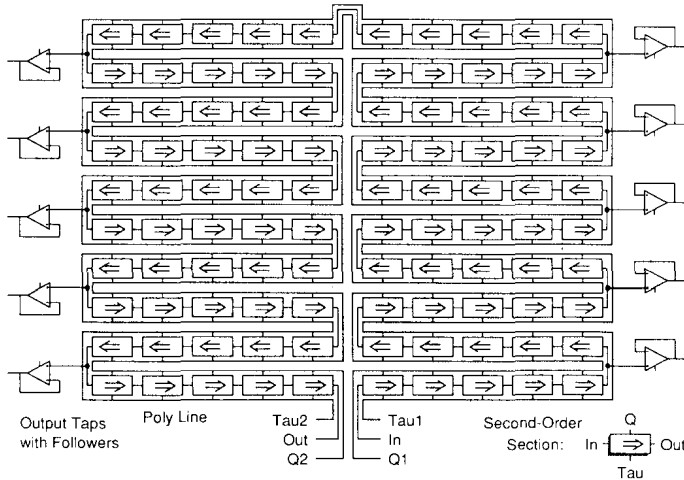 Output Taps
with Followers
Poly Line
Tau2
Out
Q2
Tau1
In
Q1
Second-Order
Section:
Q
In
Out
Tau